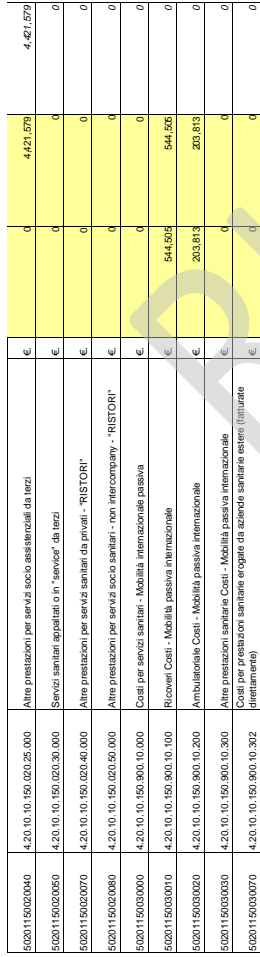 50201150020040 4.20.10.10.150.020.25.000 Altre prestazioni per servizi socio assistenziali da terzi €. 0 4,421,579 4,421,579
50201150020050 4.20.10.10.150.020.30.000 Servizi sanitari appaltati o in "service" da terzi €. 0 0 0
50201150020070 4.20.10.10.150.020.40.000 Altre prestazioni per servizi sanitari da privati - "RISTORI" €. 0 0 0
50201150020080 4.20.10.10.150.020.50.000 Altre prestazioni per servizi socio sanitari - non intercompany - "RISTORI" €. 0 0 0
50201150030000 4.20.10.10.150.900.10.000 Costi per servizi sanitari - Mobilità internazionale passiva €. 0 0 0
50201150030010 4.20.10.10.150.900.10.100 Ricoveri Costi - Mobilità passiva internazionale €. 544,505 544,505 0
50201150030020 4.20.10.10.150.900.10.200 Ambulatoriale Costi - Mobilità passiva internazionale €. 203,813 203,813 0
50201150030030 4.20.10.10.150.900.10.300 Altre prestazioni sanitarie Costi - Mobilità passiva internazionale €. 0 0 0
Costi per prestazioni sanitarie erogate da aziende sanitarie estere (fatturate
50201150030070 4.20.10.10.150.900.10.302 direttamente) €. 0 0 0